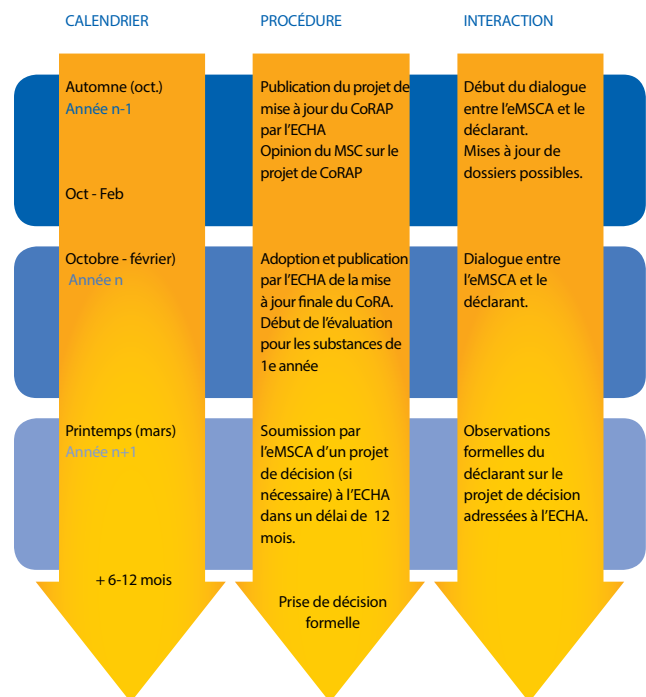 CALENDRIER
PROCÉDURE
INTERACTION
Automne (oct.)
Année n-1
Oct - Feb
Publication du projet de
mise à jour du CoRAP
par l'ECHA
Opinion du MSC sur le
projet de CoRAP
Début du dialogue
entre l'eMSCA et le
déclarant.
Mises à jour de
dossiers possibles.
Octobre - février)
Année n
Adoption et publication
par l'ECHA de la mise
à jour finale du CoRA.
Début de l'évaluation
pour les substances de
1e année
Dialogue entre
l'eMSCA et le
déclarant.
Printemps (mars)
Année n+1
Soumission par
l'eMSCA d'un projet
de décision (si
nécessaire) à l'ECHA
dans un délai de 12
mois.
Observations
formelles du
déclarant sur le
projet de décision
adressées à l'ECHA.
+ 6-12 mois
Prise de décision
formelle